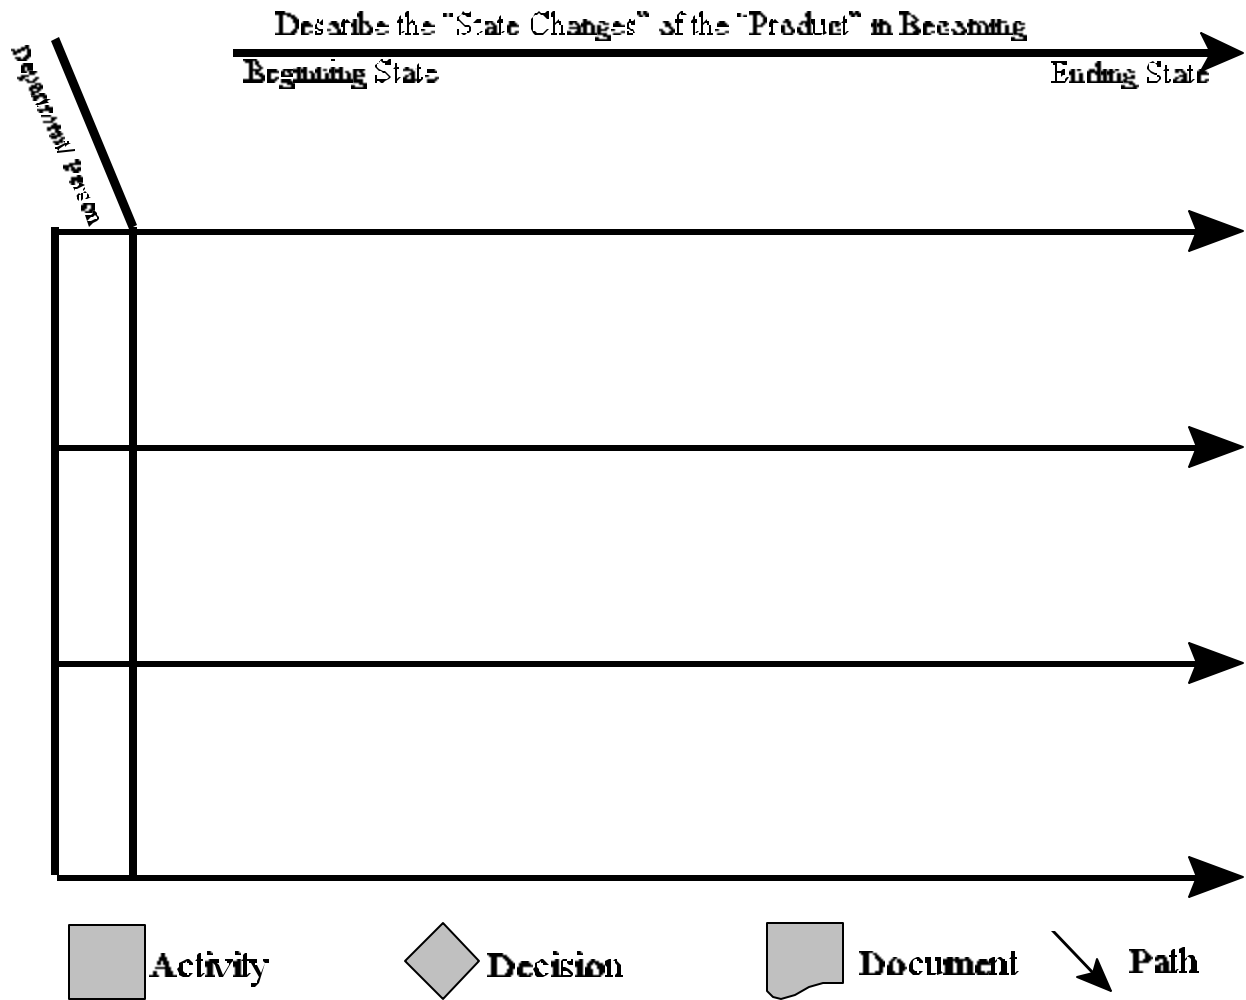 Describe the "State Changes" of the "Product" in Becoming
Beginning State
Ending State
Department/ Person
Activity
Decision
Document
Path